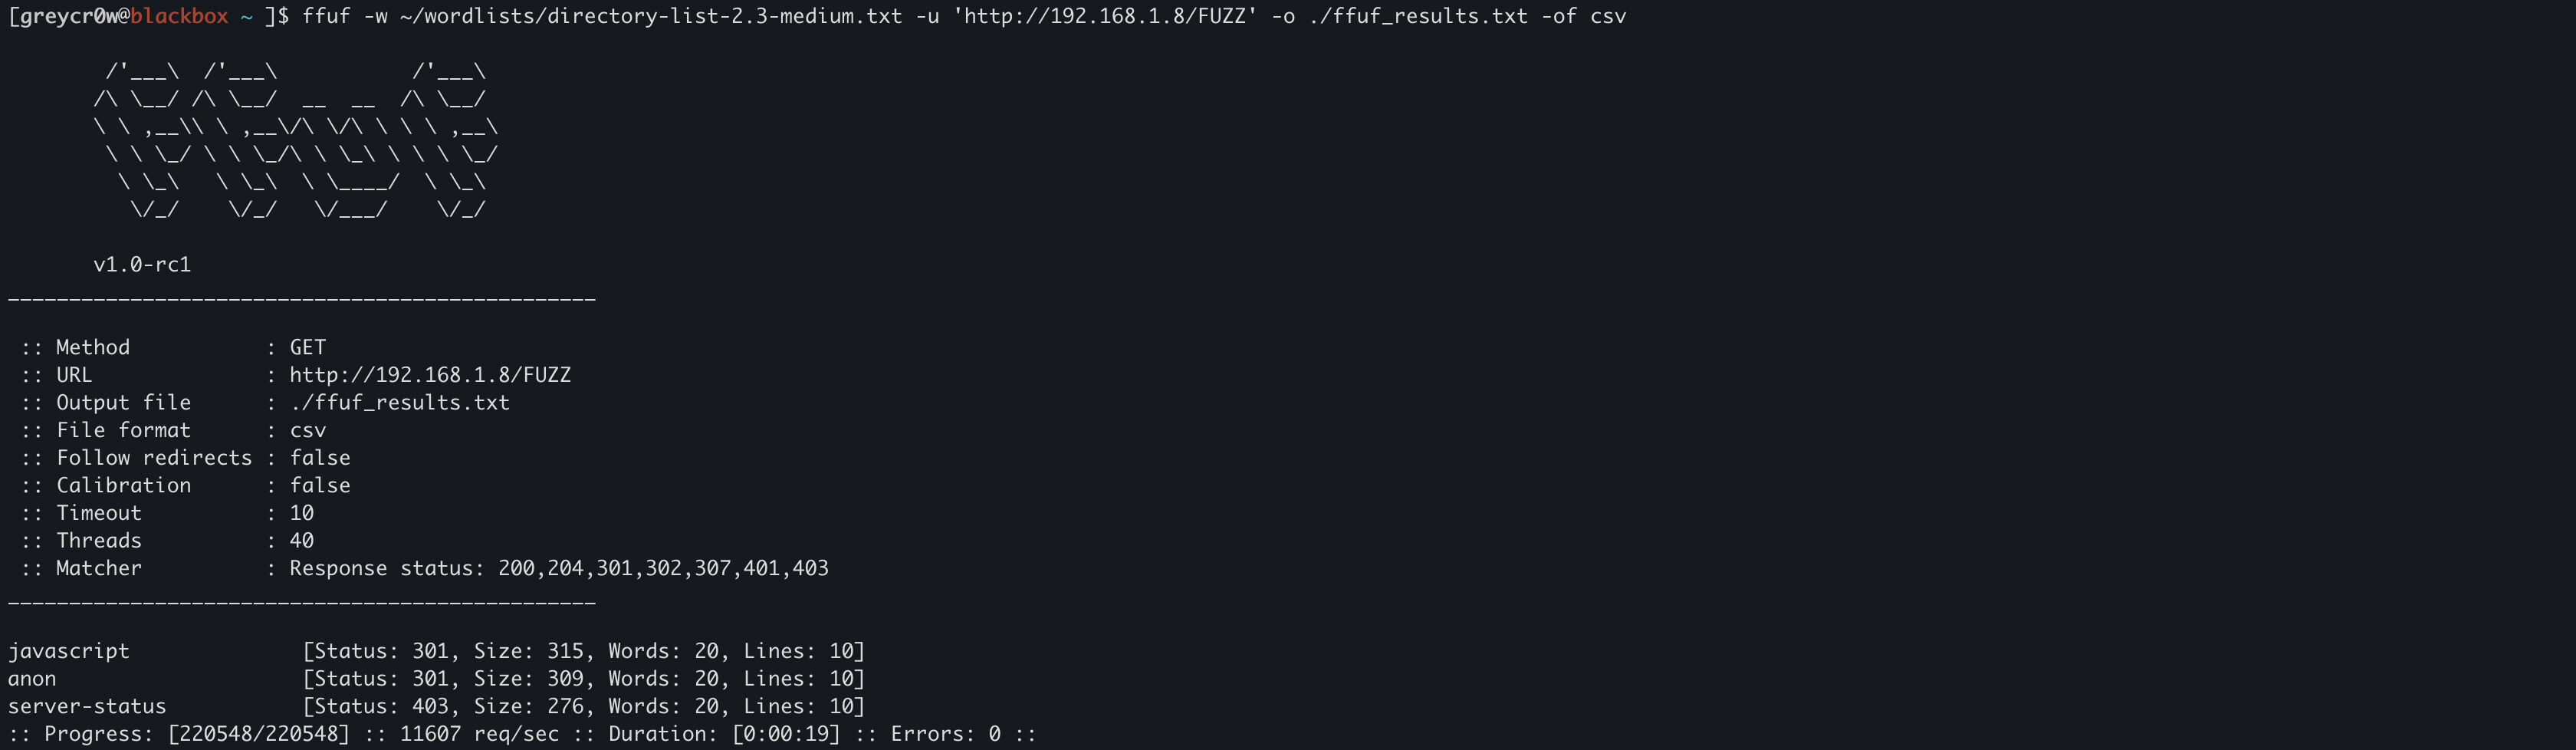 [greycr0w@blackbox ~ ]$ ffuf -w ~/wordlists/directory-list-2.3-medium.txt -u 'http://192.168.1.8/FUZZ' -o ./ffuf_results.txt -of csv
        /'___\  /'___\           /'___\
       /\ \__/ /\ \__/  __  __  /\ \__/
       \ \ ,__\\ \ ,__\/\ \/\ \ \ \ ,__\
        \ \ \_/ \ \ \_/\ \ \_\ \ \ \ \_/
         \ \_\   \ \_\  \ \____/  \ \_\
          \/_/    \/_/   \/___/    \/_/
       v1.0-rc1
________________________________________________
 :: Method           : GET
 :: URL              : http://192.168.1.8/FUZZ
 :: Output file      : ./ffuf_results.txt
 :: File format      : csv
 :: Follow redirects : false
 :: Calibration      : false
 :: Timeout          : 10
 :: Threads          : 40
 :: Matcher          : Response status: 200,204,301,302,307,401,403
________________________________________________
javascript              [Status: 301, Size: 315, Words: 20, Lines: 10]
anon                    [Status: 301, Size: 309, Words: 20, Lines: 10]
server-status           [Status: 403, Size: 276, Words: 20, Lines: 10]
:: Progress: [220548/220548] :: 11607 req/sec :: Duration: [0:00:19] :: Errors: 0 ::